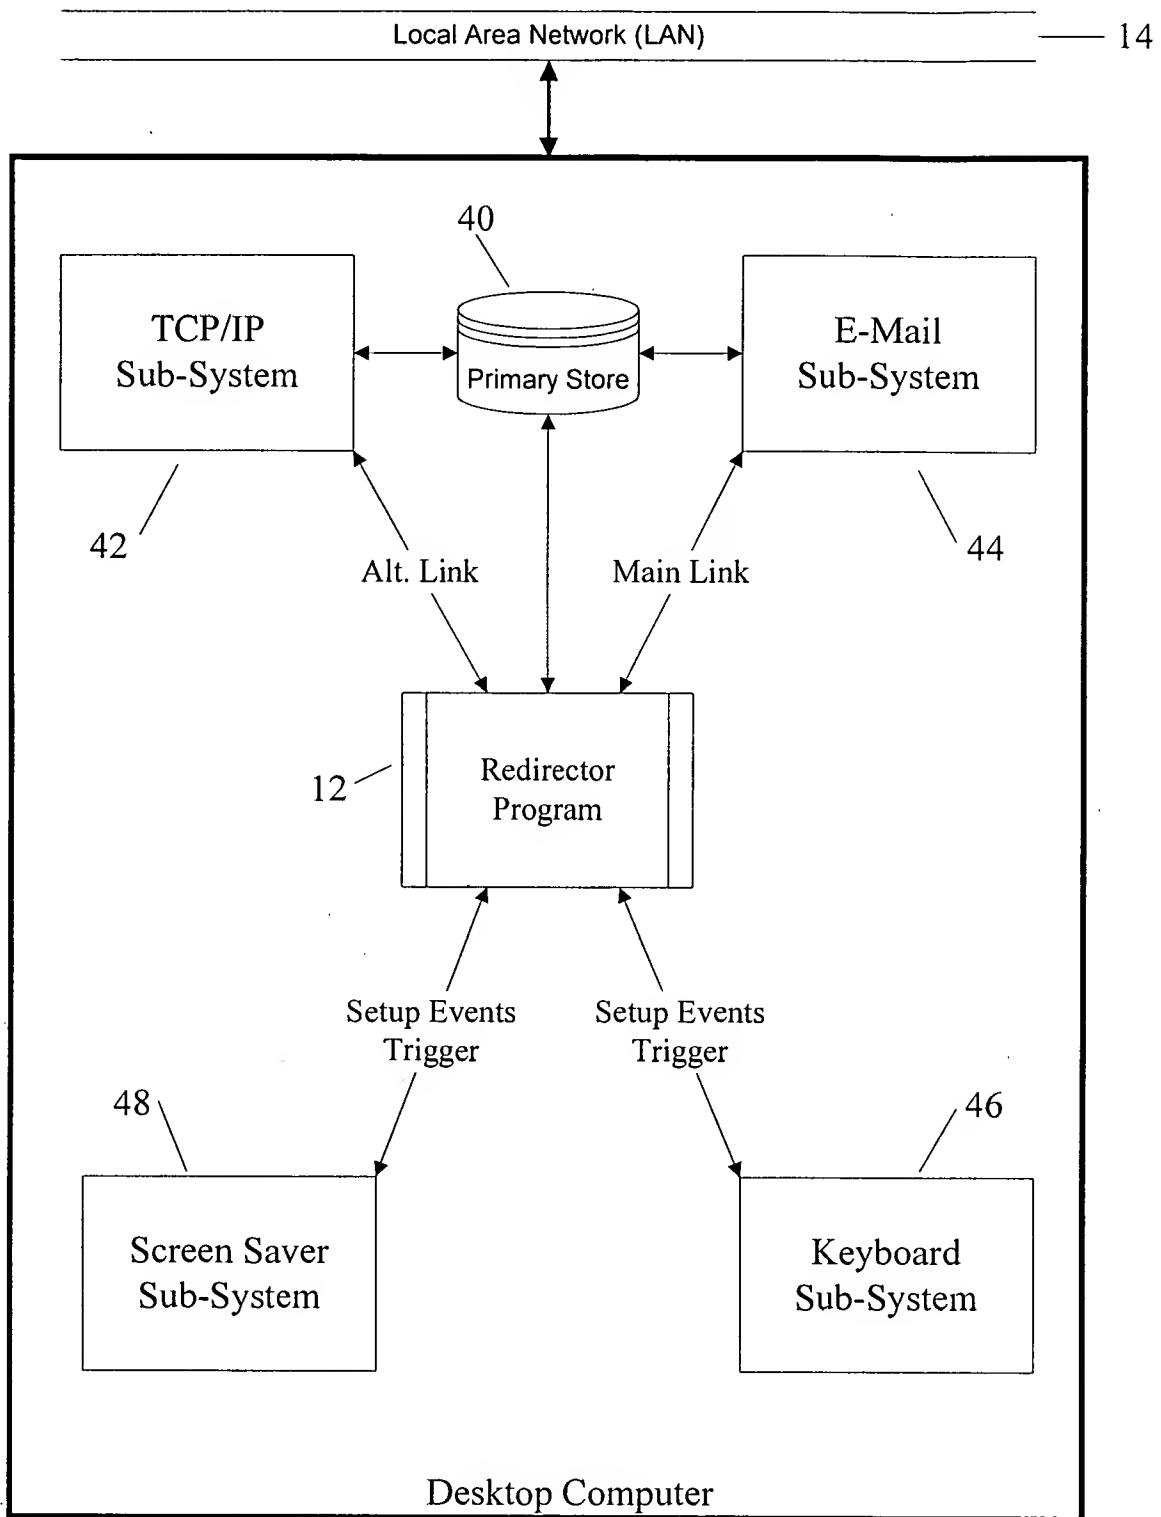 Local Area Network (LAN)
14
40
TCP/IP
Sub-System
Primary Store
E-Mail
Sub-System
42
44
Alt. Link
Main Link
12
Redirector
Program
Setup Events
Trigger
Setup Events
Trigger
48
46
Screen Saver
Sub-System
Keyboard
Sub-System
Desktop Computer